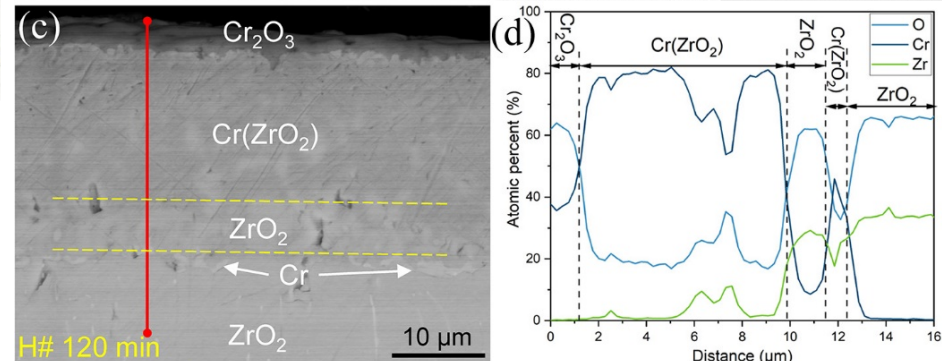 (c)
Cr₂O₃
Cr(ZrO₂)
ZrO₂
Cr
ZrO₂
H# 120 min
10 μm
(d)
Cr₂O₃
Cr(ZrO₂)
ZrO₂
Cr(ZrO₂)
ZrO₂
O
Cr
Zr
Atomic percent (%)
100
80
60
40
20
0
0 2 4 6 8 10 12 14 16
Distance (μm)